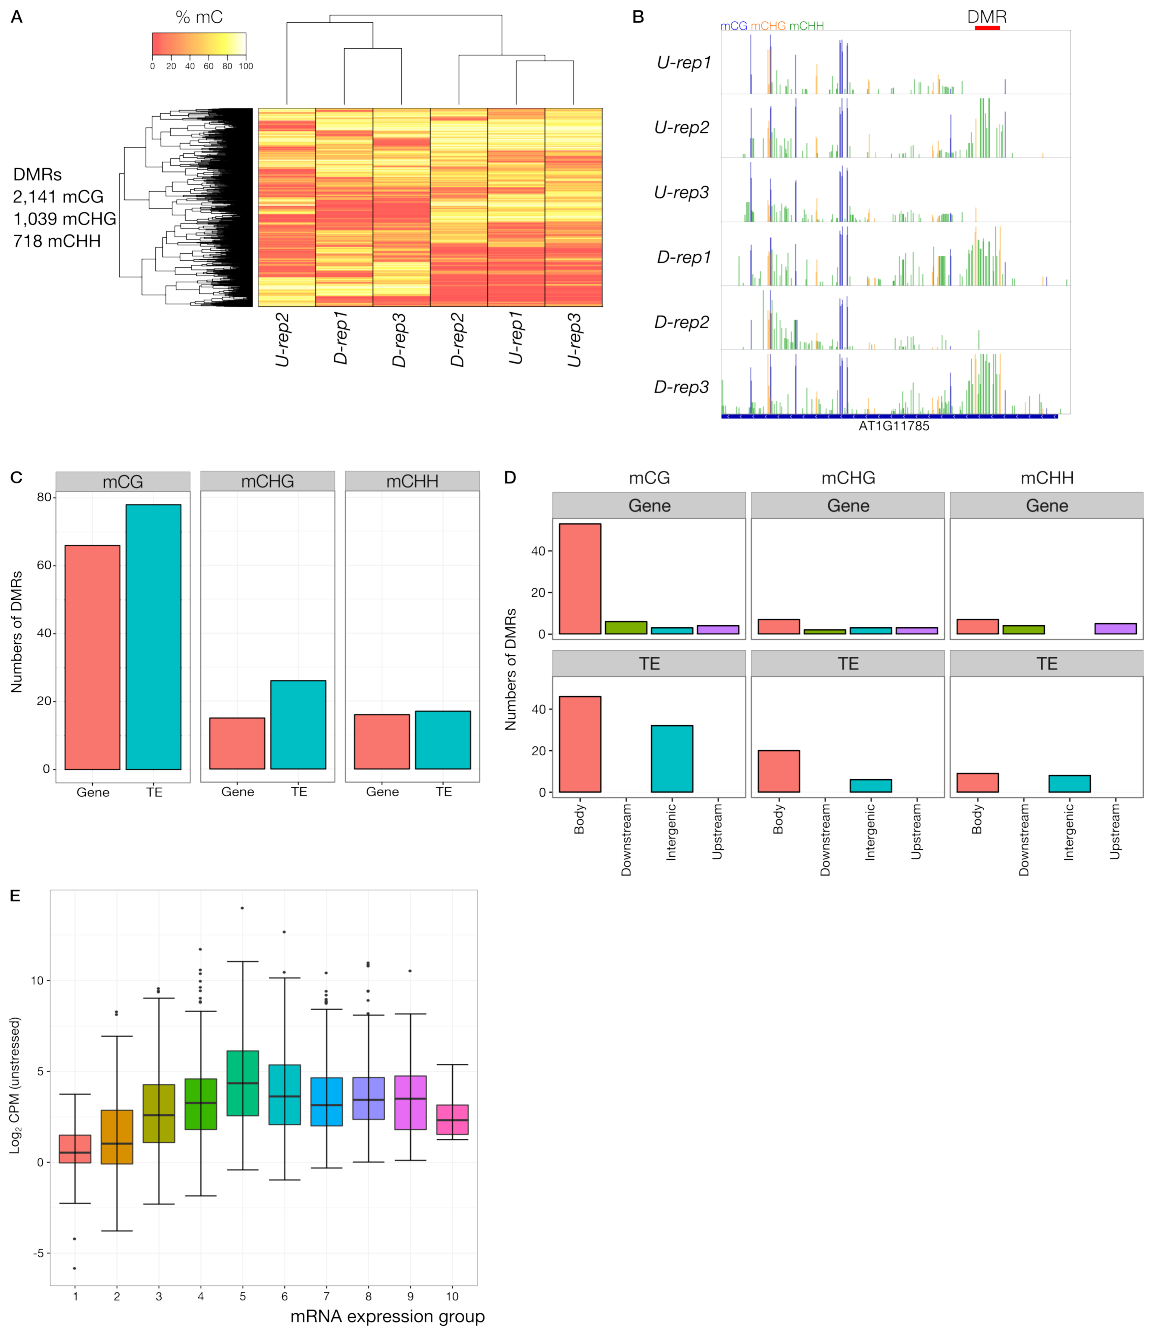 A
% mC
0 20 40 60 80 100
DMRs
2,141 mCG
1,039 mCHG
718 mCHH
U-rep2 D-rep1 D-rep3 D-rep2 U-rep1 U-rep3
B
mCG mCHG mCHH
DMR
U-rep1
U-rep2
U-rep3
D-rep1
D-rep2
D-rep3
AT1G11785
C
mCG mCHG mCHH
Numbers of DMRs
80
60
40
20
0
Gene TE Gene TE Gene TE
D
mCG mCHG mCHH
Gene Gene Gene
Numbers of DMRs
40
20
0
TE TE TE
40
20
0
Body Downstream Intergenic Upstream Body Downstream Intergenic Upstream Body Downstream Intergenic Upstream
E
Log2 CPM (unstressed)
10
5
0
-5
1 2 3 4 5 6 7 8 9 10
mRNA expression group